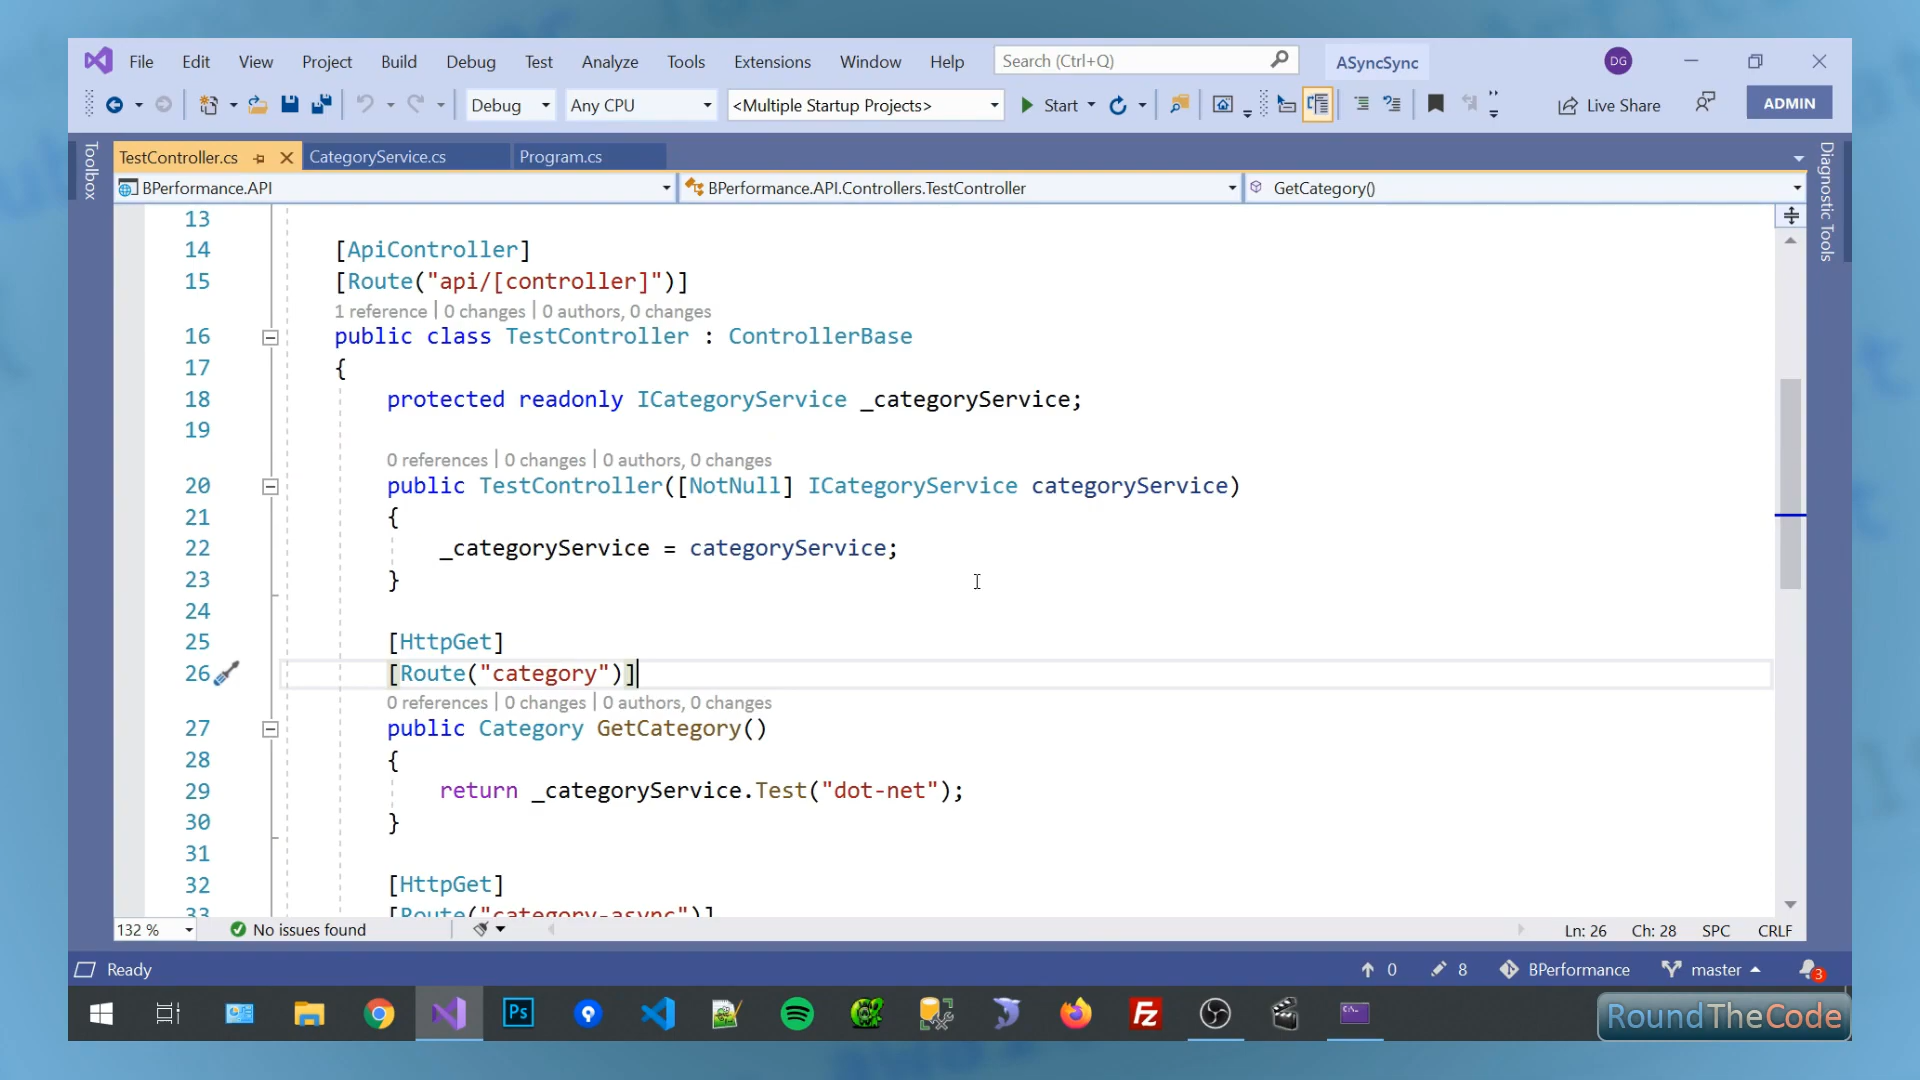 File Edit View Project Build Debug Test Analyze Tools Extensions Window Help Search (Ctrl+Q) ASyncSync DG
Debug Any CPU <Multiple Startup Projects> Start Live Share ADMIN
Toolbox
TestController.cs CategoryService.cs Program.cs
Diagnostic Tools
BPerformance.API BPerformance.API.Controllers.TestController GetCategory()
13
14 [ApiController]
15 [Route("api/[controller]")]
1 reference | 0 changes | 0 authors, 0 changes
16 public class TestController : ControllerBase
17 {
18 protected readonly ICategoryService _categoryService;
19
0 references | 0 changes | 0 authors, 0 changes
20 public TestController([NotNull] ICategoryService categoryService)
21 {
22 _categoryService = categoryService;
23 }
24
25 [HttpGet]
26 [Route("category")]
0 references | 0 changes | 0 authors, 0 changes
27 public Category GetCategory()
28 {
29 return _categoryService.Test("dot-net");
30 }
31
32 [HttpGet]
33 [Route("category-async")]
132 % No issues found Ln: 26 Ch: 28 SPC CRLF
Ready 0 8 BPerformance master 3
Ps FZ RoundTheCode